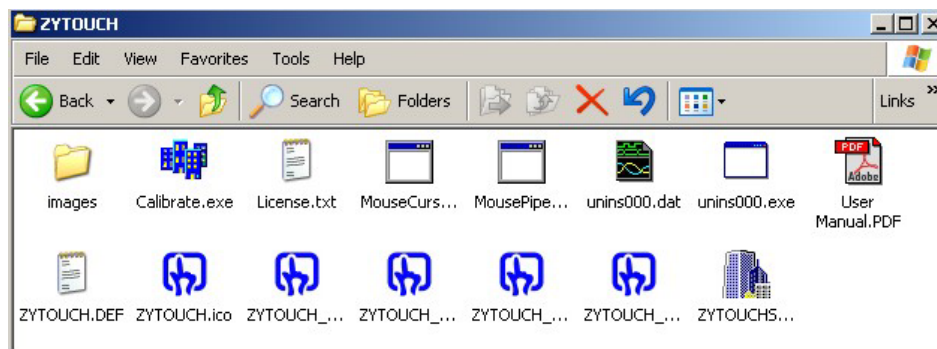 ZYTOUCH
File Edit View Favorites Tools Help
Back Search Folders Links »
images Calibrate.exe License.txt MouseCurs... MousePipe... unins000.dat unins000.exe PDF Adobe User
Manual.PDF
ZYTOUCH.DEF ZYTOUCH.ico ZYTOUCH_... ZYTOUCH_... ZYTOUCH_... ZYTOUCH_... ZYTOUCHS...